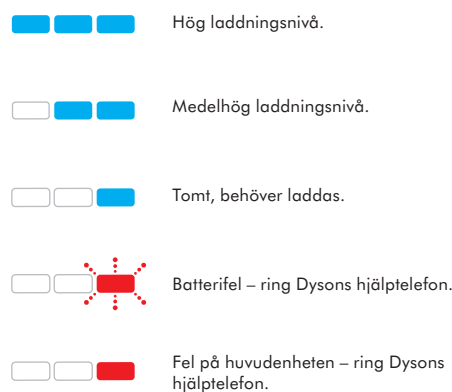 Hög laddningsnivå.
Medelhög laddningsnivå.
Tomt, behöver laddas.
Batterifel – ring Dysons hjälptelefon.
Fel på huvudenheten – ring Dysons
hjälptelefon.